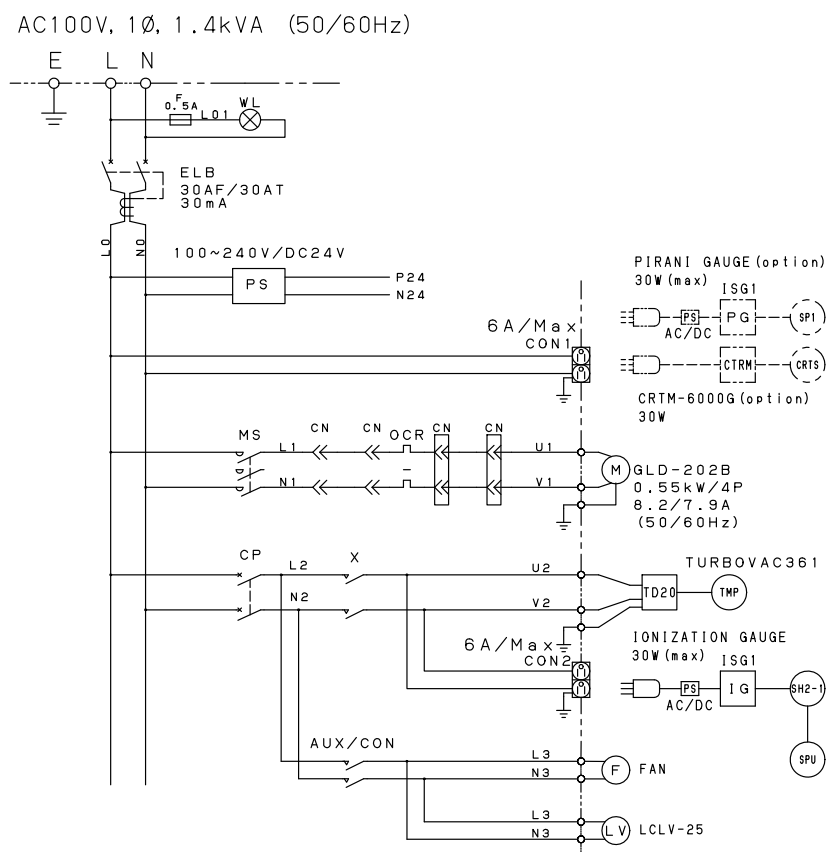 AC100V, 1Ø, 1.4kVA (50/60Hz)
E L N
F
0.5A
L01
WL
ELB
30AF/30AT
30mA
L0
N0
100~240V/DC24V
PS
P24
N24
PIRANI GAUGE(option)
30W(max)
ISG1
6A/Max
CON1
PS
PG
SP1
AC/DC
CTRM
CRTS
CRTM-6000G(option)
30W
MS
L1
CN
CN
OCR
CN
CN
U1
N1
V1
M
GLD-202B
0.55kW/4P
8.2/7.9A
(50/60Hz)
CP
L2
X
U2
TURBOVAC361
N2
V2
TD20
TMP
6A/Max
CON2
IONIZATION GAUGE
30W(max)
ISG1
PS
IG
SH2-1
AC/DC
AUX/CON
L3
N3
F
FAN
SPU
L3
N3
LV
LCLV-25